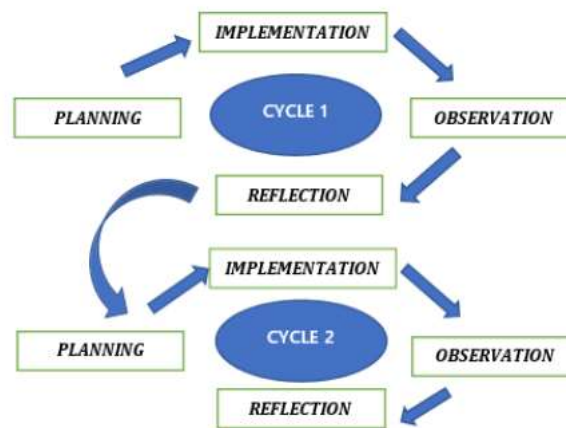 IMPLEMENTATION
PLANNING
CYCLE 1
OBSERVATION
REFLECTION
IMPLEMENTATION
PLANNING
CYCLE 2
OBSERVATION
REFLECTION